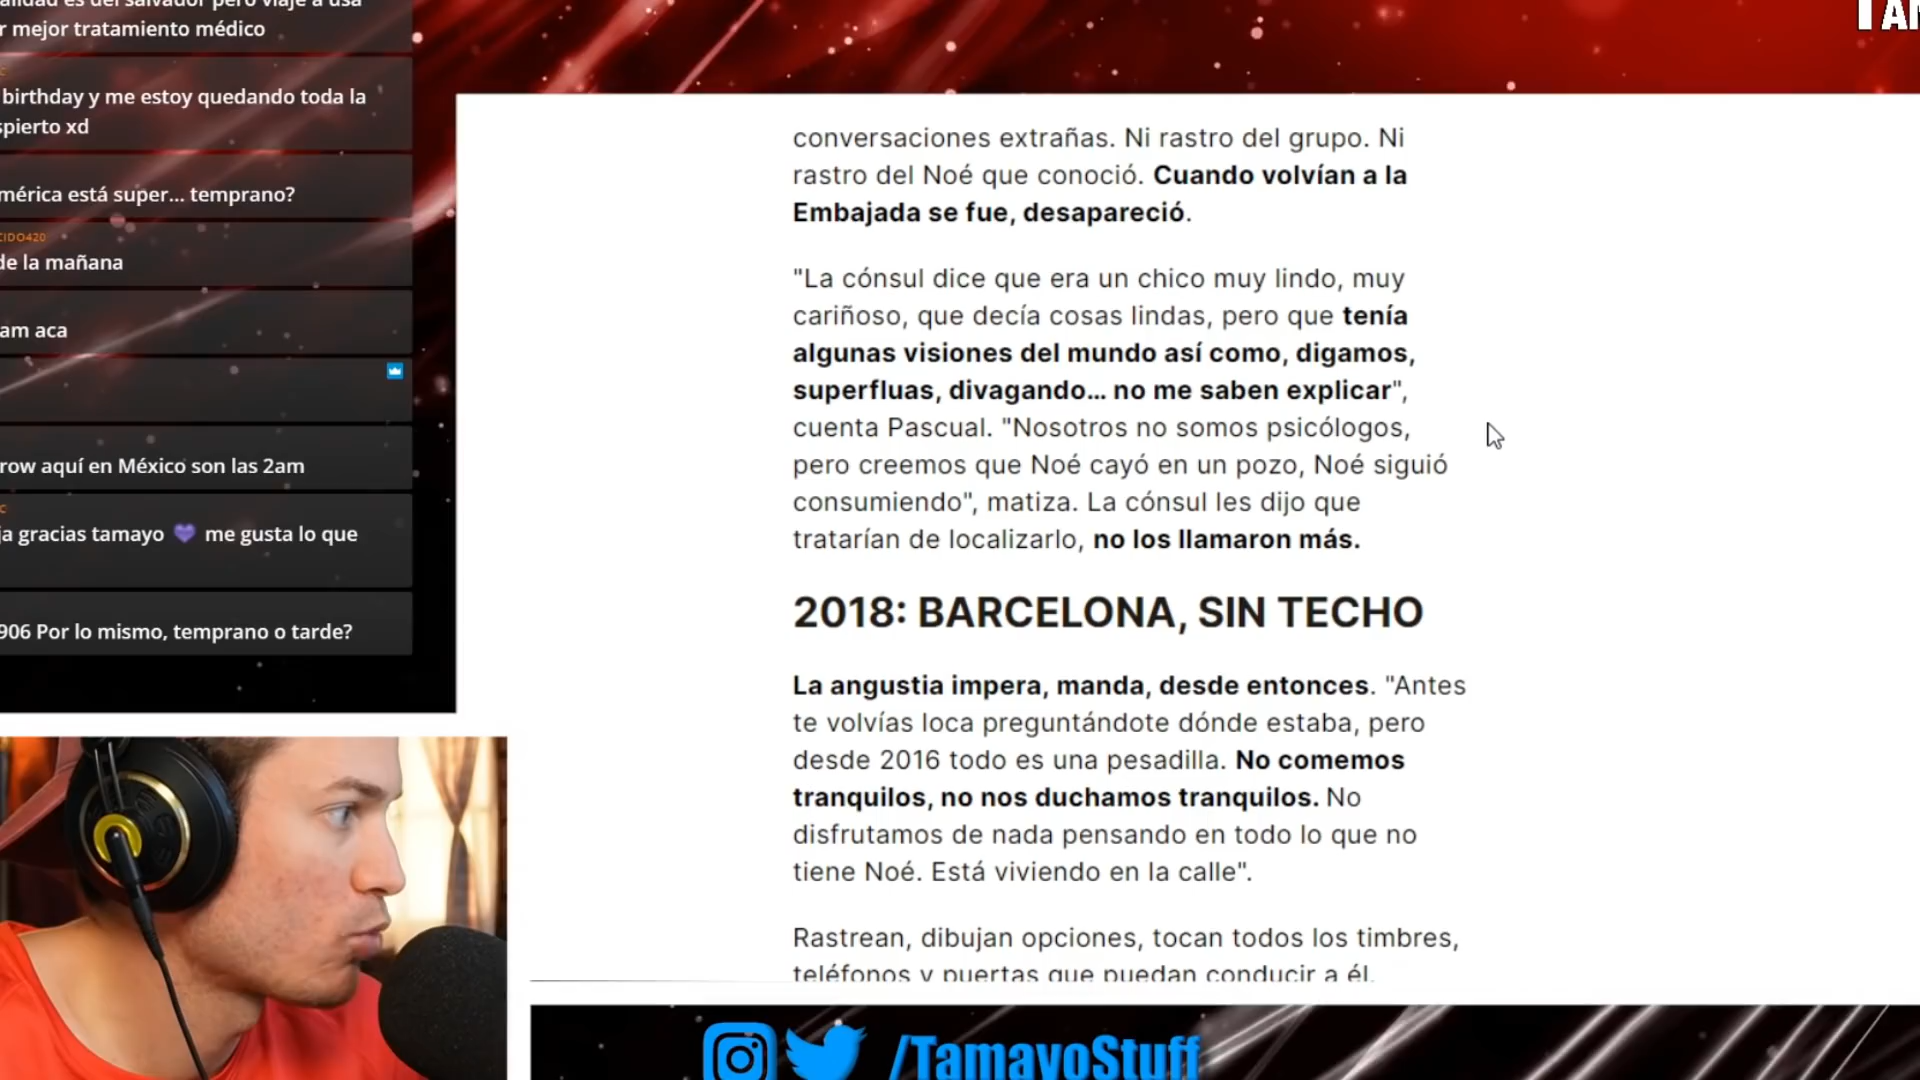 r mejor tratamiento médico
birthday y me estoy quedando toda la
spierto xd
mérica está super... temprano?
CIDO420
de la mañana
am aca
row aquí en México son las 2am
ja gracias tamayo 💜 me gusta lo que
906 Por lo mismo, temprano o tarde?
conversaciones extrañas. Ni rastro del grupo. Ni
rastro del Noé que conoció. Cuando volvían a la
Embajada se fue, desapareció.
"La cónsul dice que era un chico muy lindo, muy
cariñoso, que decía cosas lindas, pero que tenía
algunas visiones del mundo así como, digamos,
superfluas, divagando... no me saben explicar",
cuenta Pascual. "Nosotros no somos psicólogos,
pero creemos que Noé cayó en un pozo, Noé siguió
consumiendo", matiza. La cónsul les dijo que
tratarían de localizarlo, no los llamaron más.
2018: BARCELONA, SIN TECHO
La angustia impera, manda, desde entonces. "Antes
te volvías loca preguntándote dónde estaba, pero
desde 2016 todo es una pesadilla. No comemos
tranquilos, no nos duchamos tranquilos. No
disfrutamos de nada pensando en todo lo que no
tiene Noé. Está viviendo en la calle".
Rastrean, dibujan opciones, tocan todos los timbres,
teléfonos y puertas que puedan conducir a él.
/TamayoStuff